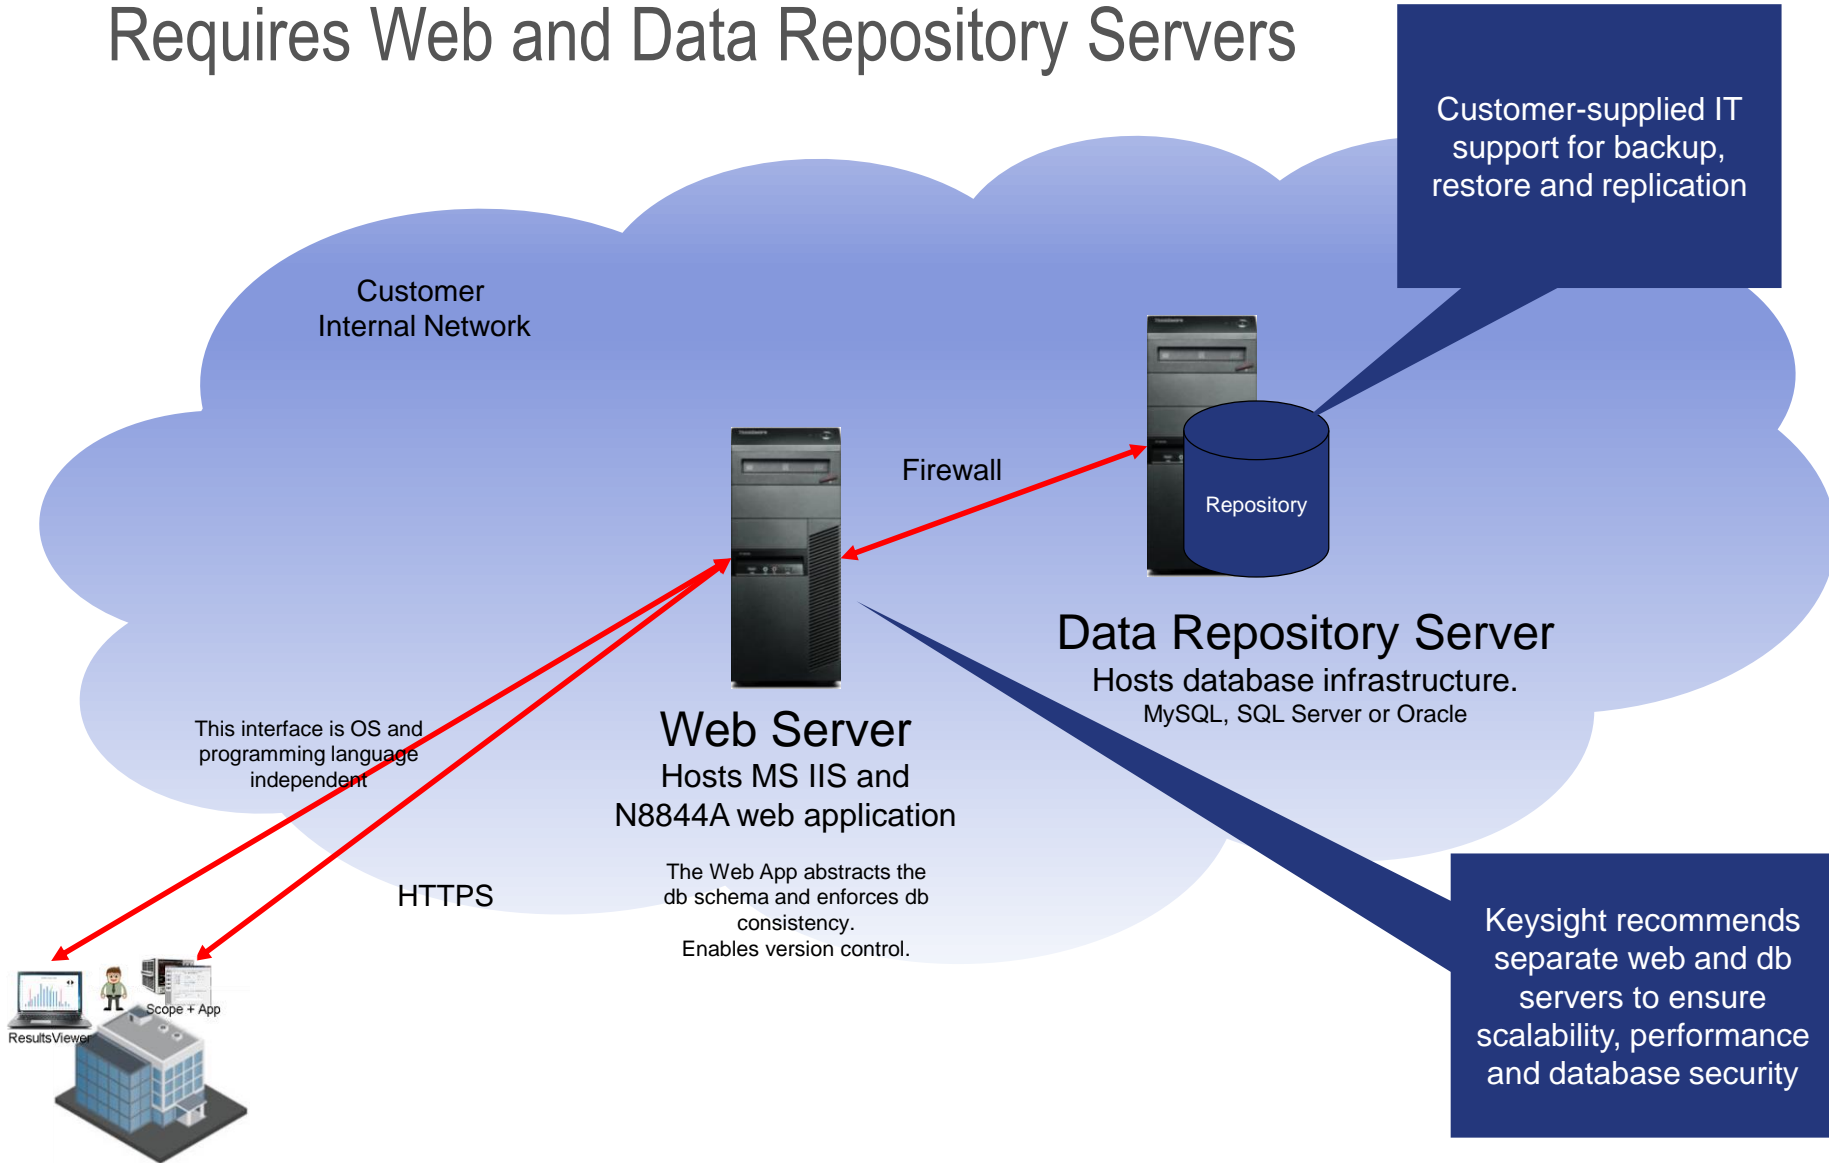 Requires Web and Data Repository Servers
Customer-supplied IT
support for backup,
restore and replication
Customer
Internal Network
Firewall
Repository
Data Repository Server
Hosts database infrastructure.
MySQL, SQL Server or Oracle
This interface is OS and
programming language
independent
Web Server
Hosts MS IIS and
N8844A web application
The Web App abstracts the
db schema and enforces db
consistency.
Enables version control.
HTTPS
Keysight recommends
separate web and db
servers to ensure
scalability, performance
and database security
Scope + App
ResultsViewer